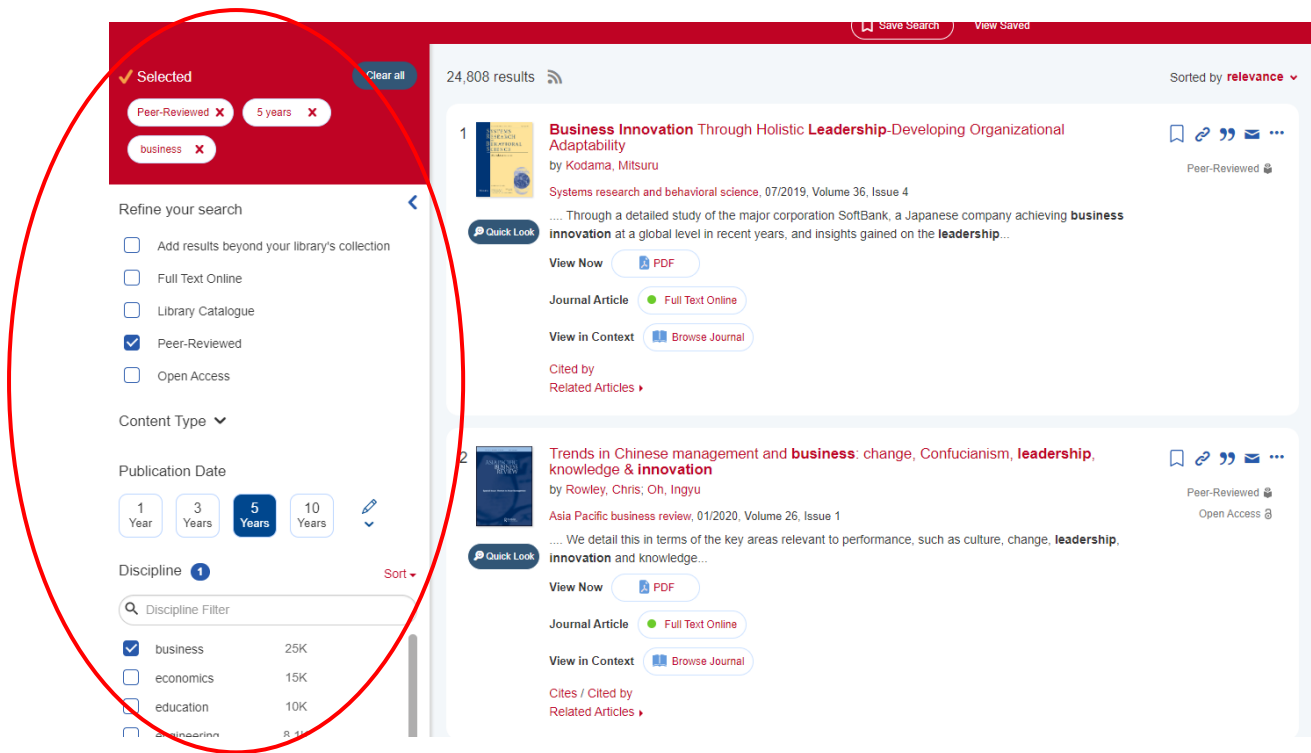 Save Search
View Saved
Selected
Clear all
Peer-Reviewed
5 years
business
Refine your search
Add results beyond your library's collection
Full Text Online
Library Catalogue
Peer-Reviewed
Open Access
Content Type
Publication Date
1 Year
3 Years
5 Years
10 Years
Discipline 1
Sort
Discipline Filter
business 25K
economics 15K
education 10K
engineering 8.1K
24,808 results
Sorted by relevance
1
Business Innovation Through Holistic Leadership-Developing Organizational
Adaptability
by Kodama, Mitsuru
Peer-Reviewed
Systems research and behavioral science, 07/2019, Volume 36, Issue 4
.... Through a detailed study of the major corporation SoftBank, a Japanese company achieving business
Quick Look
innovation at a global level in recent years, and insights gained on the leadership...
View Now PDF
Journal Article Full Text Online
View in Context Browse Journal
Cited by
Related Articles
2
Trends in Chinese management and business: change, Confucianism, leadership,
knowledge & innovation
by Rowley, Chris; Oh, Ingyu
Peer-Reviewed
Asia Pacific business review, 01/2020, Volume 26, Issue 1
Open Access
.... We detail this in terms of the key areas relevant to performance, such as culture, change, leadership,
Quick Look
innovation and knowledge...
View Now PDF
Journal Article Full Text Online
View in Context Browse Journal
Cites / Cited by
Related Articles